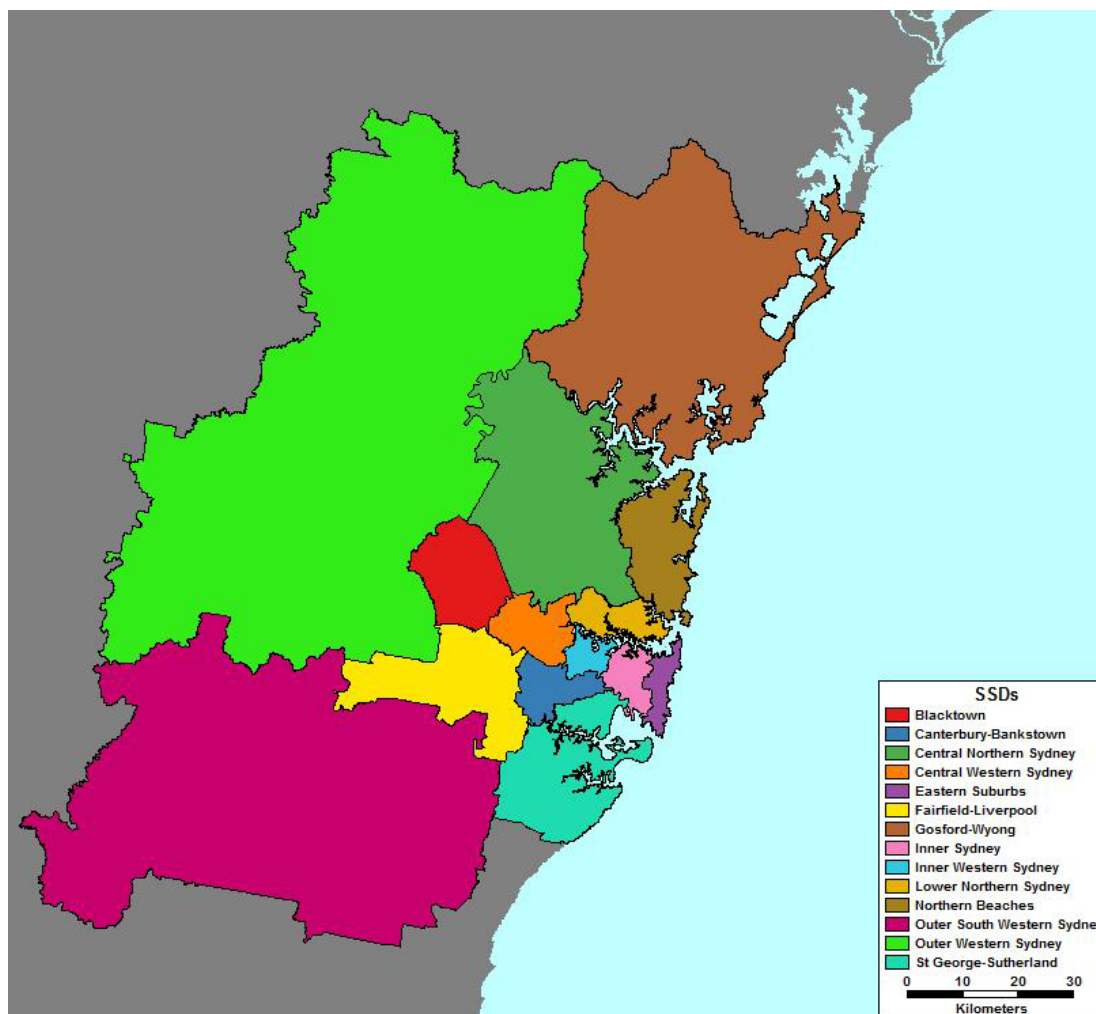 SSDs
Blacktown
Canterbury-Bankstown
Central Northern Sydney
Central Western Sydney
Eastern Suburbs
Fairfield-Liverpool
Gosford-Wyong
Inner Sydney
Inner Western Sydney
Lower Northern Sydney
Northern Beaches
Outer South Western Sydne
Outer Western Sydney
St George-Sutherland
0 10 20 30
Kilometers